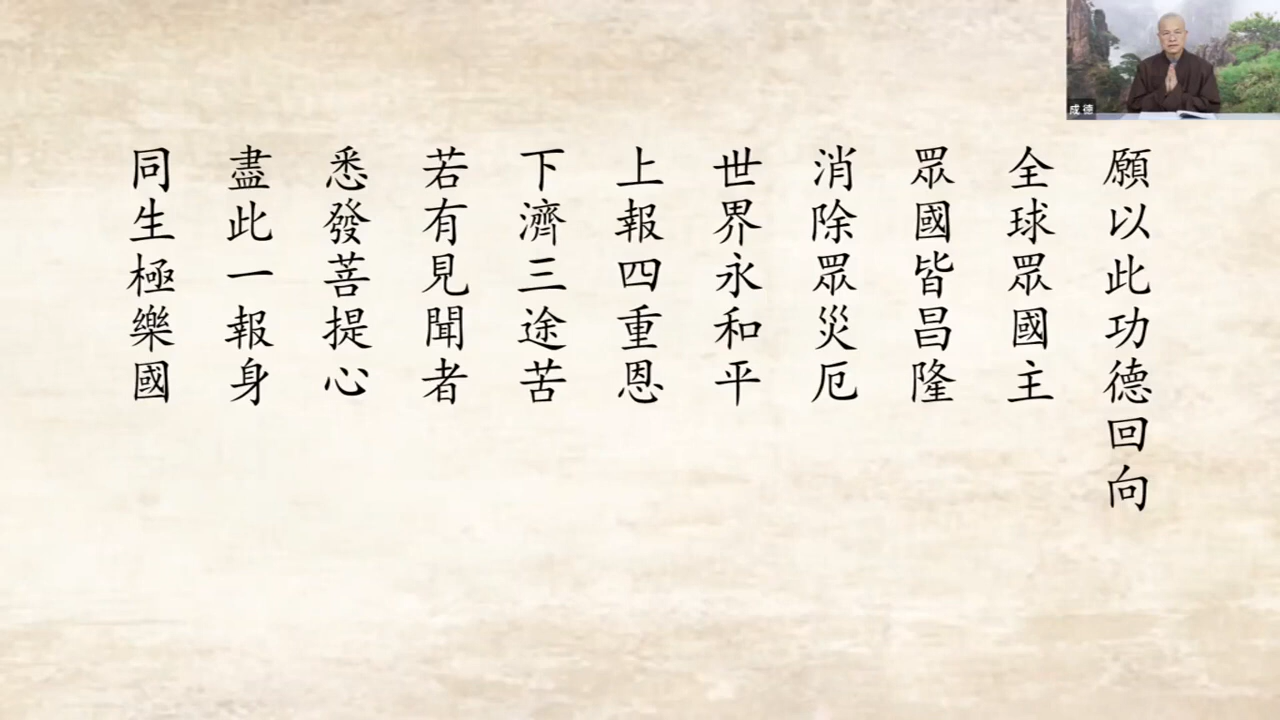 願以此功德回向
全球眾國主
眾國皆昌隆
消除眾災厄
世界永和平
上報四重恩
下濟三途苦
若有見聞者
悉發菩提心
盡此一報身
同生極樂國
成德